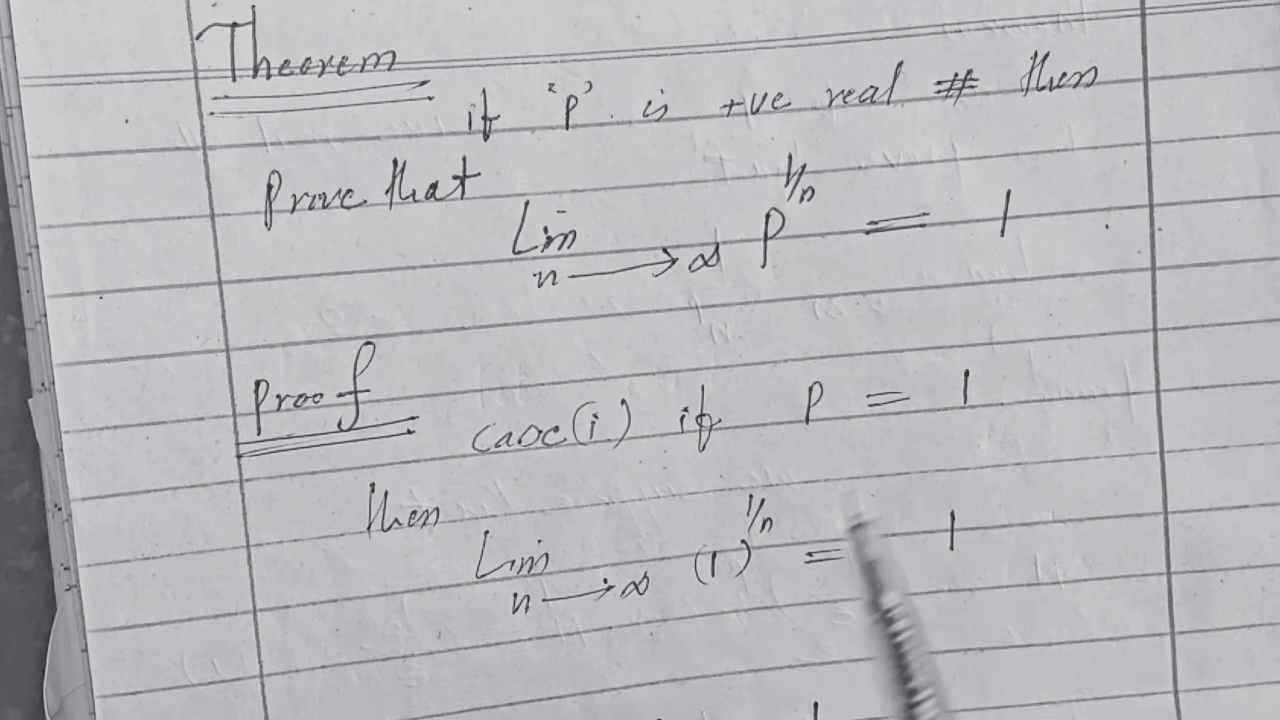 Theorem
if 'P' is +ve real # then
Prove that
Lim n→∞ P^1/n = 1
Proof
case(i) if P = 1
then
Lim n→∞ (1)^1/n = 1